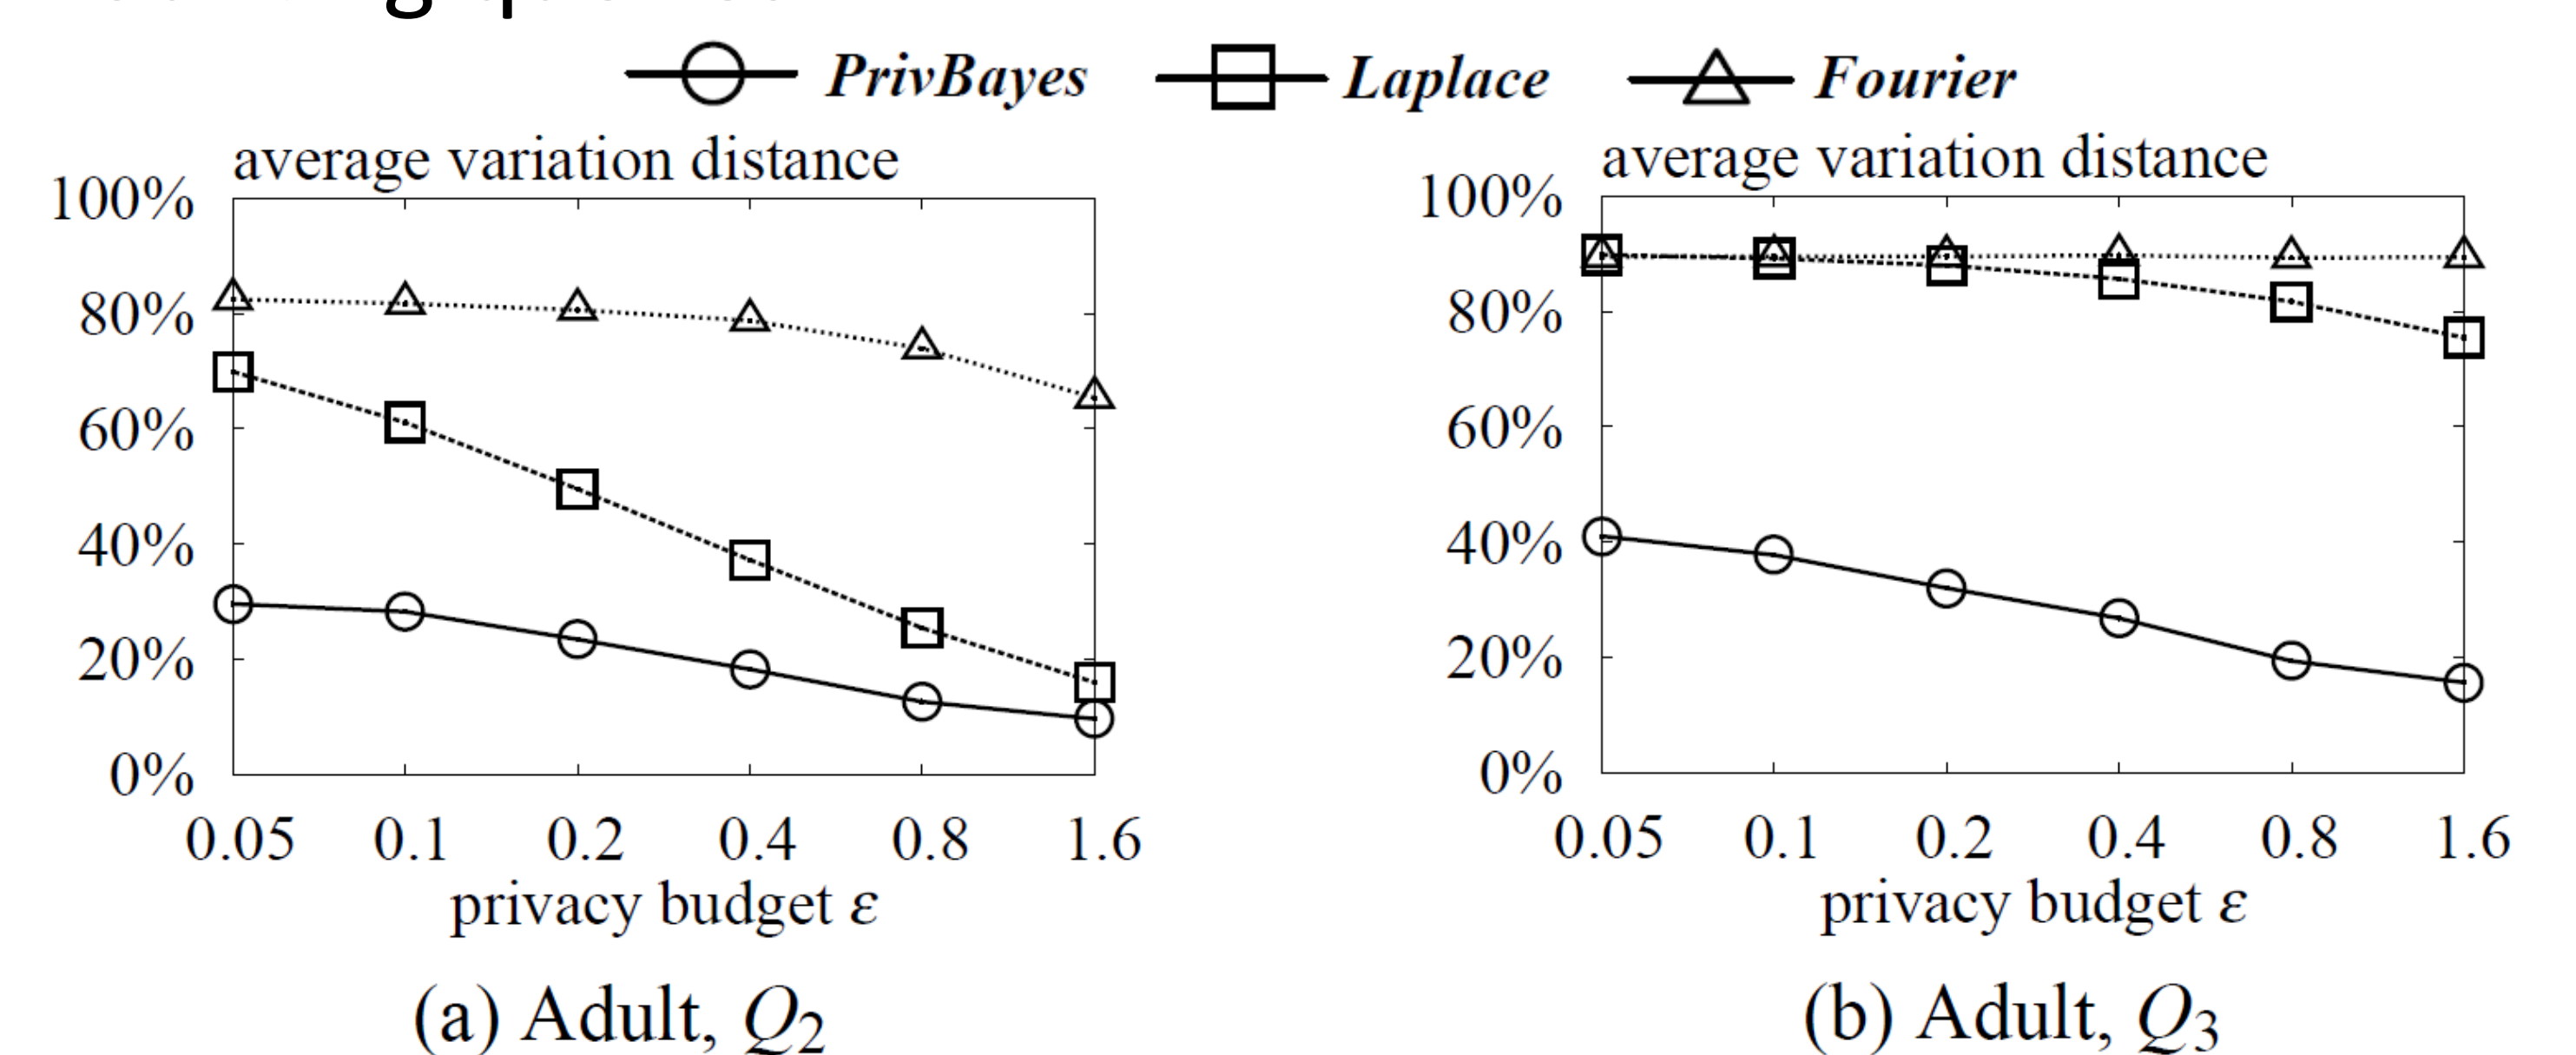 PrivBayes Laplace Fourier
average variation distance
100%
80%
60%
40%
20%
0%
0.05 0.1 0.2 0.4 0.8 1.6
privacy budget ε
(a) Adult, Q2
average variation distance
100%
80%
60%
40%
20%
0%
0.05 0.1 0.2 0.4 0.8 1.6
privacy budget ε
(b) Adult, Q3